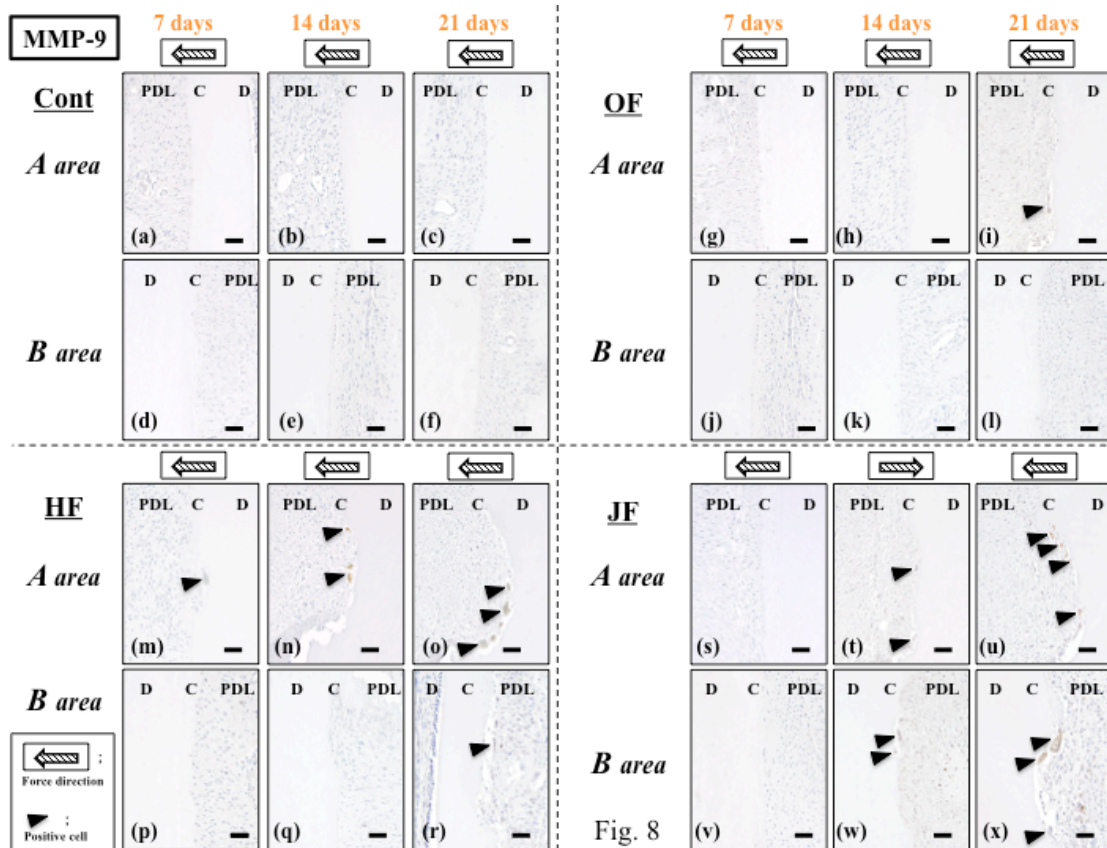 MMP-9
7 days 14 days 21 days
7 days 14 days 21 days
Cont
A area
PDL C D
(a)
PDL C D
(b)
PDL C D
(c)
OF
A area
PDL C D
(g)
PDL C D
(h)
PDL C D
(i)
B area
D C PDL
(d)
D C PDL
(e)
D C PDL
(f)
B area
D C PDL
(j)
D C PDL
(k)
D C PDL
(l)
HF
A area
PDL C D
(m)
PDL C D
(n)
PDL C D
(o)
JF
A area
PDL C D
(s)
PDL C D
(t)
PDL C D
(u)
B area
D C PDL
(p)
D C PDL
(q)
D C PDL
(r)
B area
D C PDL
(v)
D C PDL
(w)
D C PDL
(x)
;
Force direction
;
Positive cell
Fig. 8